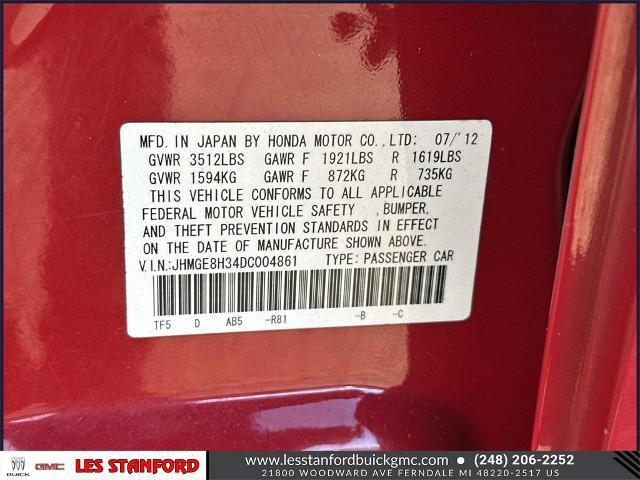 MFD. IN JAPAN BY HONDA MOTOR CO., LTD: 07/'12
GVWR 3512LBS GAWR F 1921LBS R 1619LBS
GVWR 1594KG GAWR F 872KG R 735KG
THIS VEHICLE CONFORMS TO ALL APPLICABLE
FEDERAL MOTOR VEHICLE SAFETY , BUMPER,
AND THEFT PREVENTION STANDARDS IN EFFECT
ON THE DATE OF MANUFACTURE SHOWN ABOVE.
V.I.N.:JHMGE8H34DC004861 TYPE: PASSENGER CAR
TF5 D AB5 -R81 -B -C
BUICK GMC LES STANFORD www.lesstanfordbuickgmc.com • (248) 206-2252
21800 WOODWARD AVE FERNDALE MI 48220-2517 US